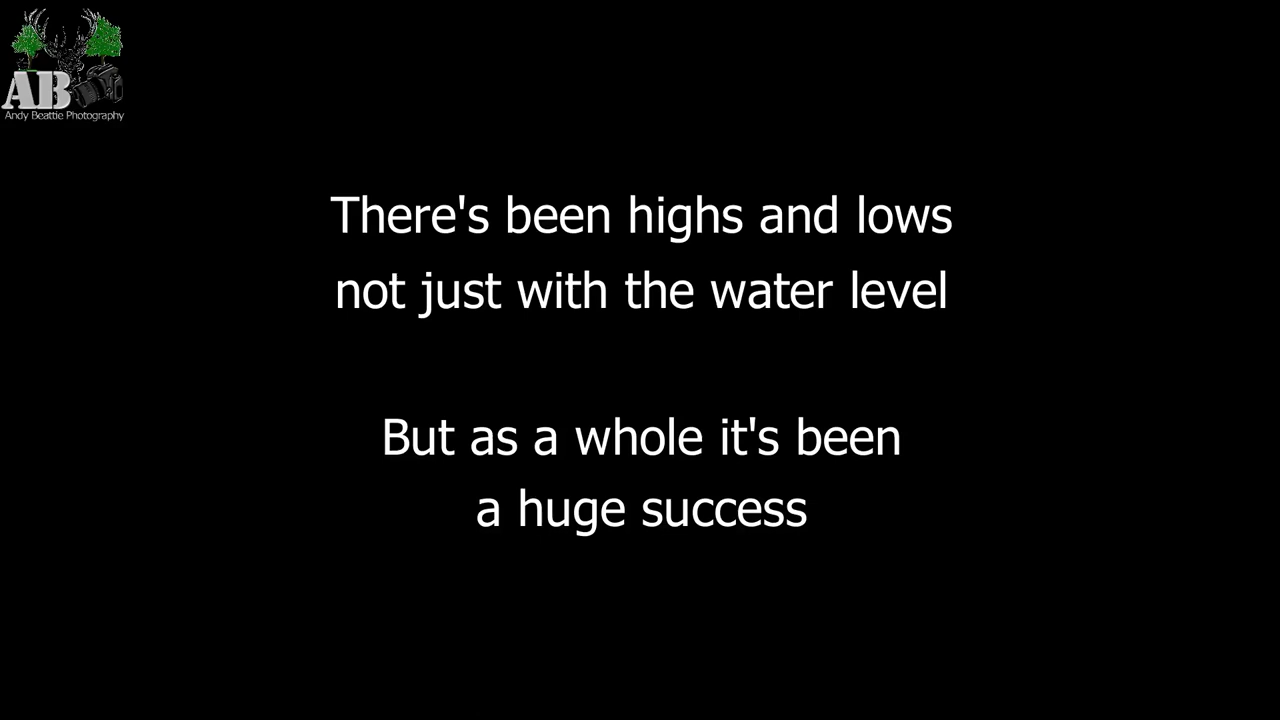 AB
Andy Beattie Photography
There's been highs and lows
not just with the water level
But as a whole it's been
a huge success